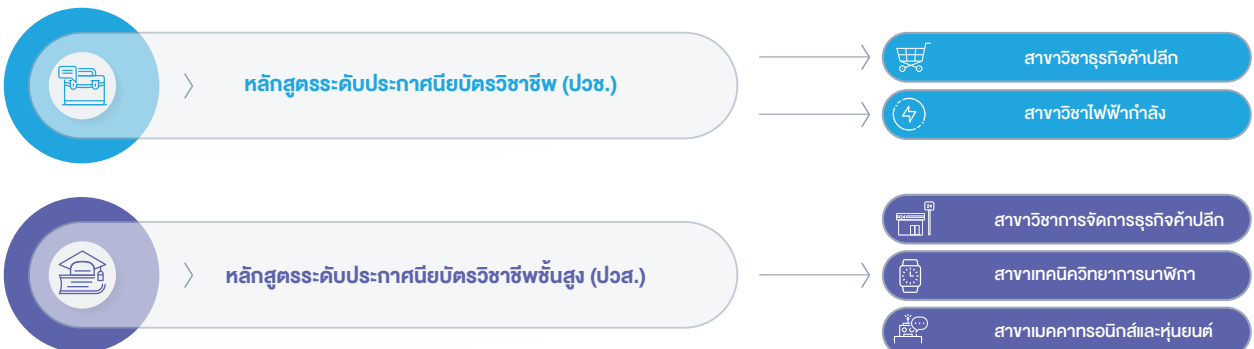 หลักสูตรระดับประกาศนียบัตรวิชาชีพ (ปวช.)
สาขาวิชาธุรกิจค้าปลีก
สาขาวิชาไฟฟ้ากำลัง
หลักสูตรระดับประกาศนียบัตรวิชาชีพชั้นสูง (ปวส.)
24
สาขาวิชาการจัดการธุรกิจค้าปลีก
สาขาเทคนิควิทยาการนาฬิกา
สาขาเมคคาทรอนิกส์และหุ่นยนต์